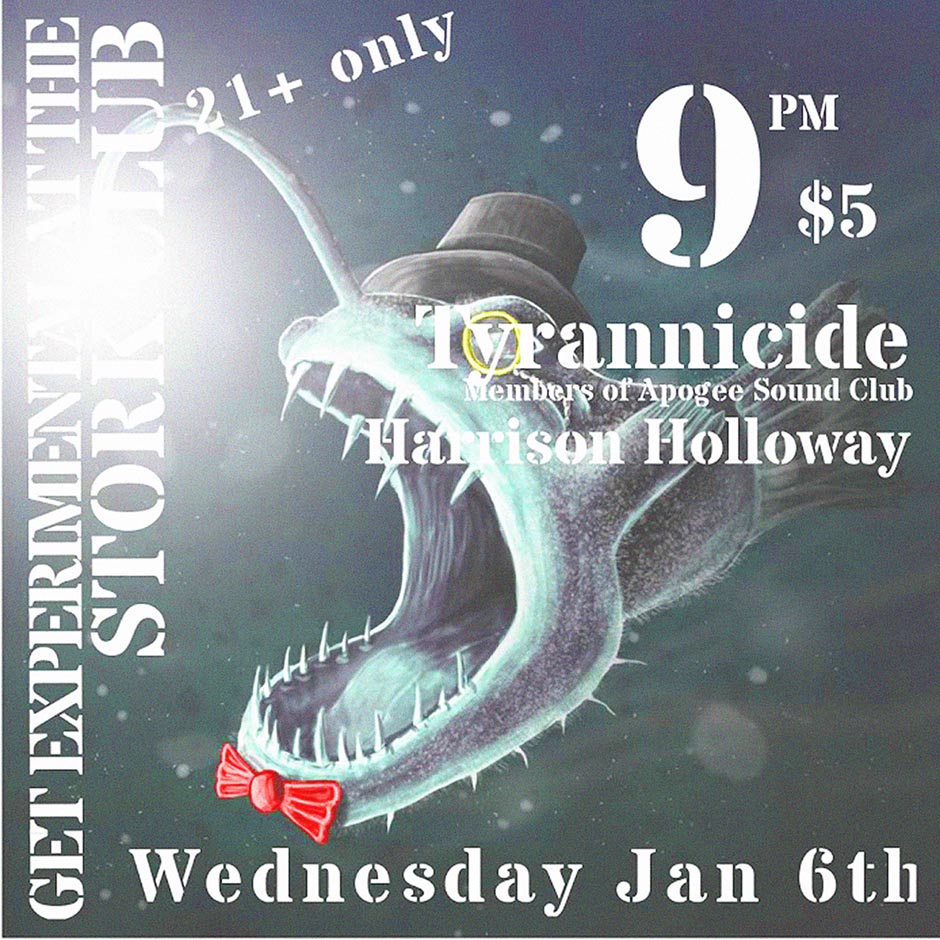 GET EXPERIMENTAL AT THE
STORK CLUB
21+ only
9 PM
$5
Tyrannicide
Members of Apogee Sound Club
Harrison Holloway
Wednesday Jan 6th